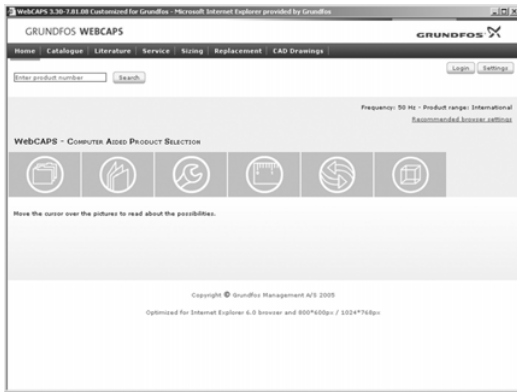 WebCAPS 3.30-7.81.08 Customized for Grundfos - Microsoft Internet Explorer provided by Grundfos
GRUNDFOS WEBCAPS
GRUNDFOS
Home Catalogue Literature Service Sizing Replacement CAD Drawings
Login Settings
Enter product number Search
Frequency: 50 Hz - Product range: International
Recommended browser settings
WebCAPS - Computer Aided Product Selection
Move the cursor over the pictures to read about the possibilities.
Copyright © Grundfos Management A/S 2005
Optimized for Internet Explorer 6.0 browser and 800*600px / 1024*768px